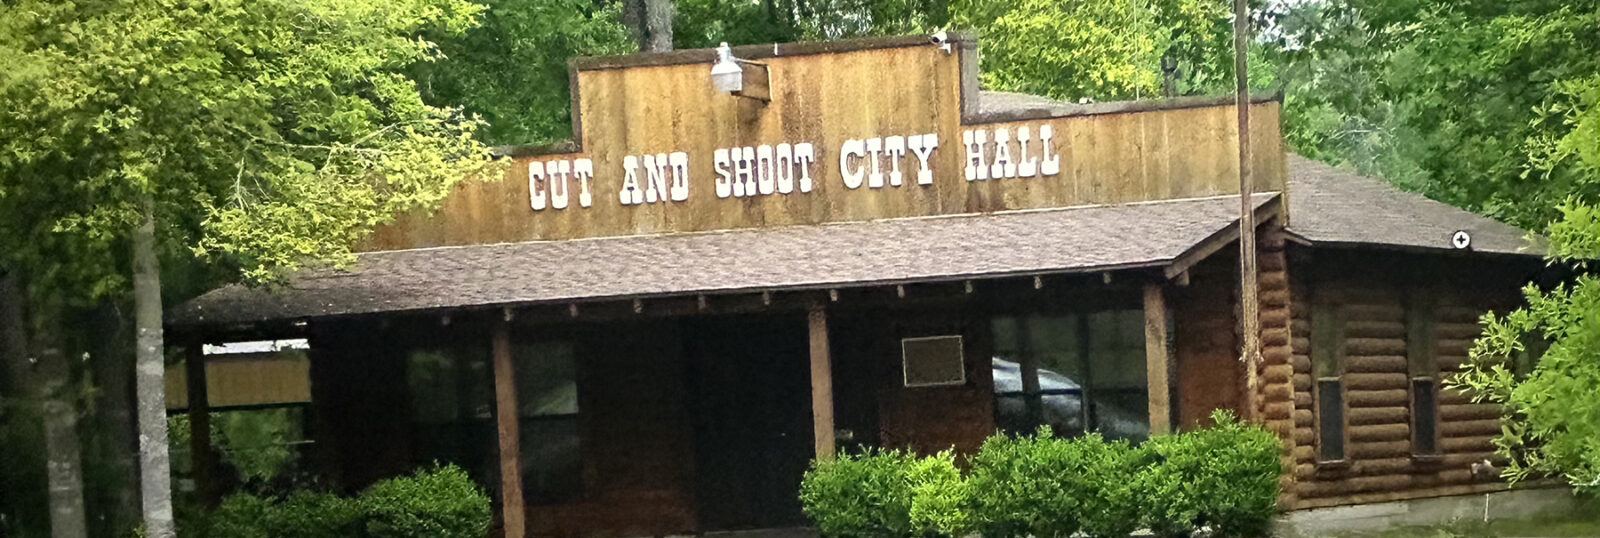 CUT AND SHOOT CITY HALL